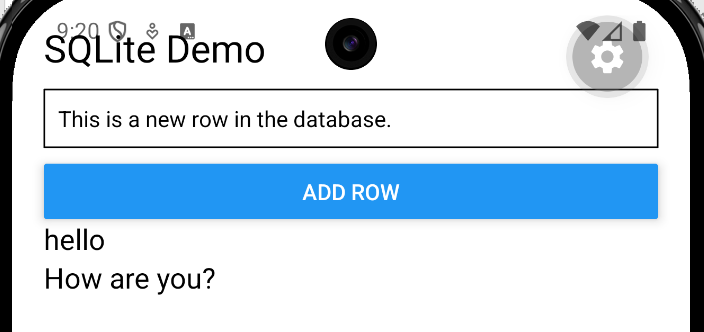 9:20
SQLite Demo
This is a new row in the database.
ADD ROW
hello
How are you?